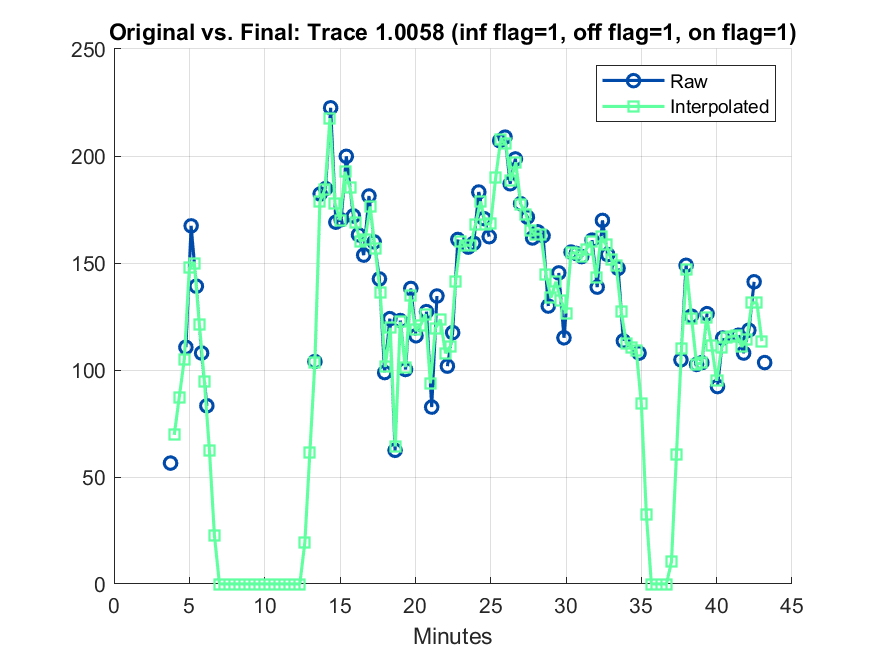 Original vs. Final: Trace 1.0058 (inf flag=1, off flag=1, on flag=1)
250
200
150
100
50
0
Raw
Interpolated
0 5 10 15 20 25 30 35 40 45
Minutes